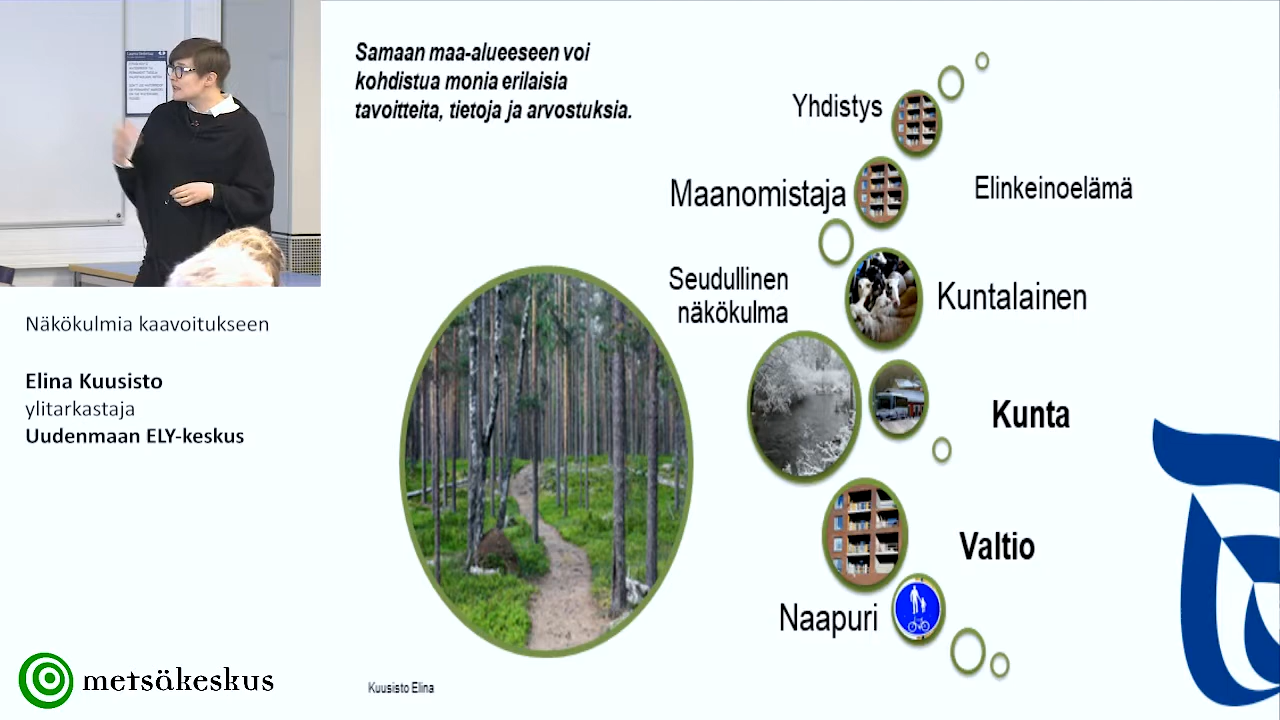 Samaan maa-alueeseen voi
kohdistua monia erilaisia
tavoitteita, tietoja ja arvostuksia.
Yhdistys
Maanomistaja
Elinkeinoelämä
Seudullinen
näkökulma
Kuntalainen
Kunta
Valtio
Naapuri
Kuusisto Elina
Näkökulmia kaavoitukseen
Elina Kuusisto
ylitarkastaja
Uudenmaan ELY-keskus
metsäkeskus